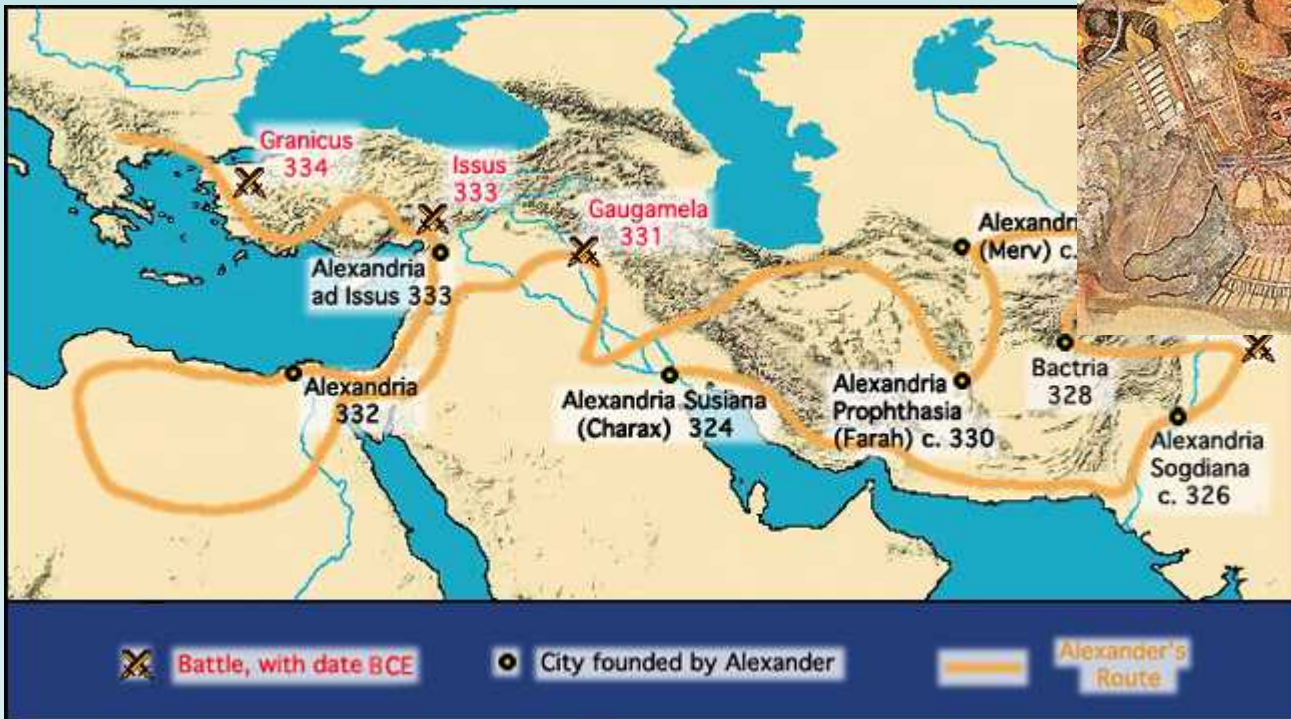 Granicus
334
Issus
333
Gaugamela
331
Alexandria
ad Issus 333
(Merv) c.
Alexandria
332
Alexandria Susiana
(Charax) 324
Alexandria
Prophthasia
(Farah) c. 330
Bactria
328
Alexandria
Sogdiana
c. 326
Battle, with date BCE
City founded by Alexander
Alexander's
Route